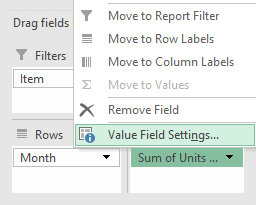 Drag fields
Move to Report Filter
Move to Row Labels
Move to Column Labels
Move to Values
Remove Field
Value Field Settings...
Filters
Item
Rows
Month
Sum of Units ...